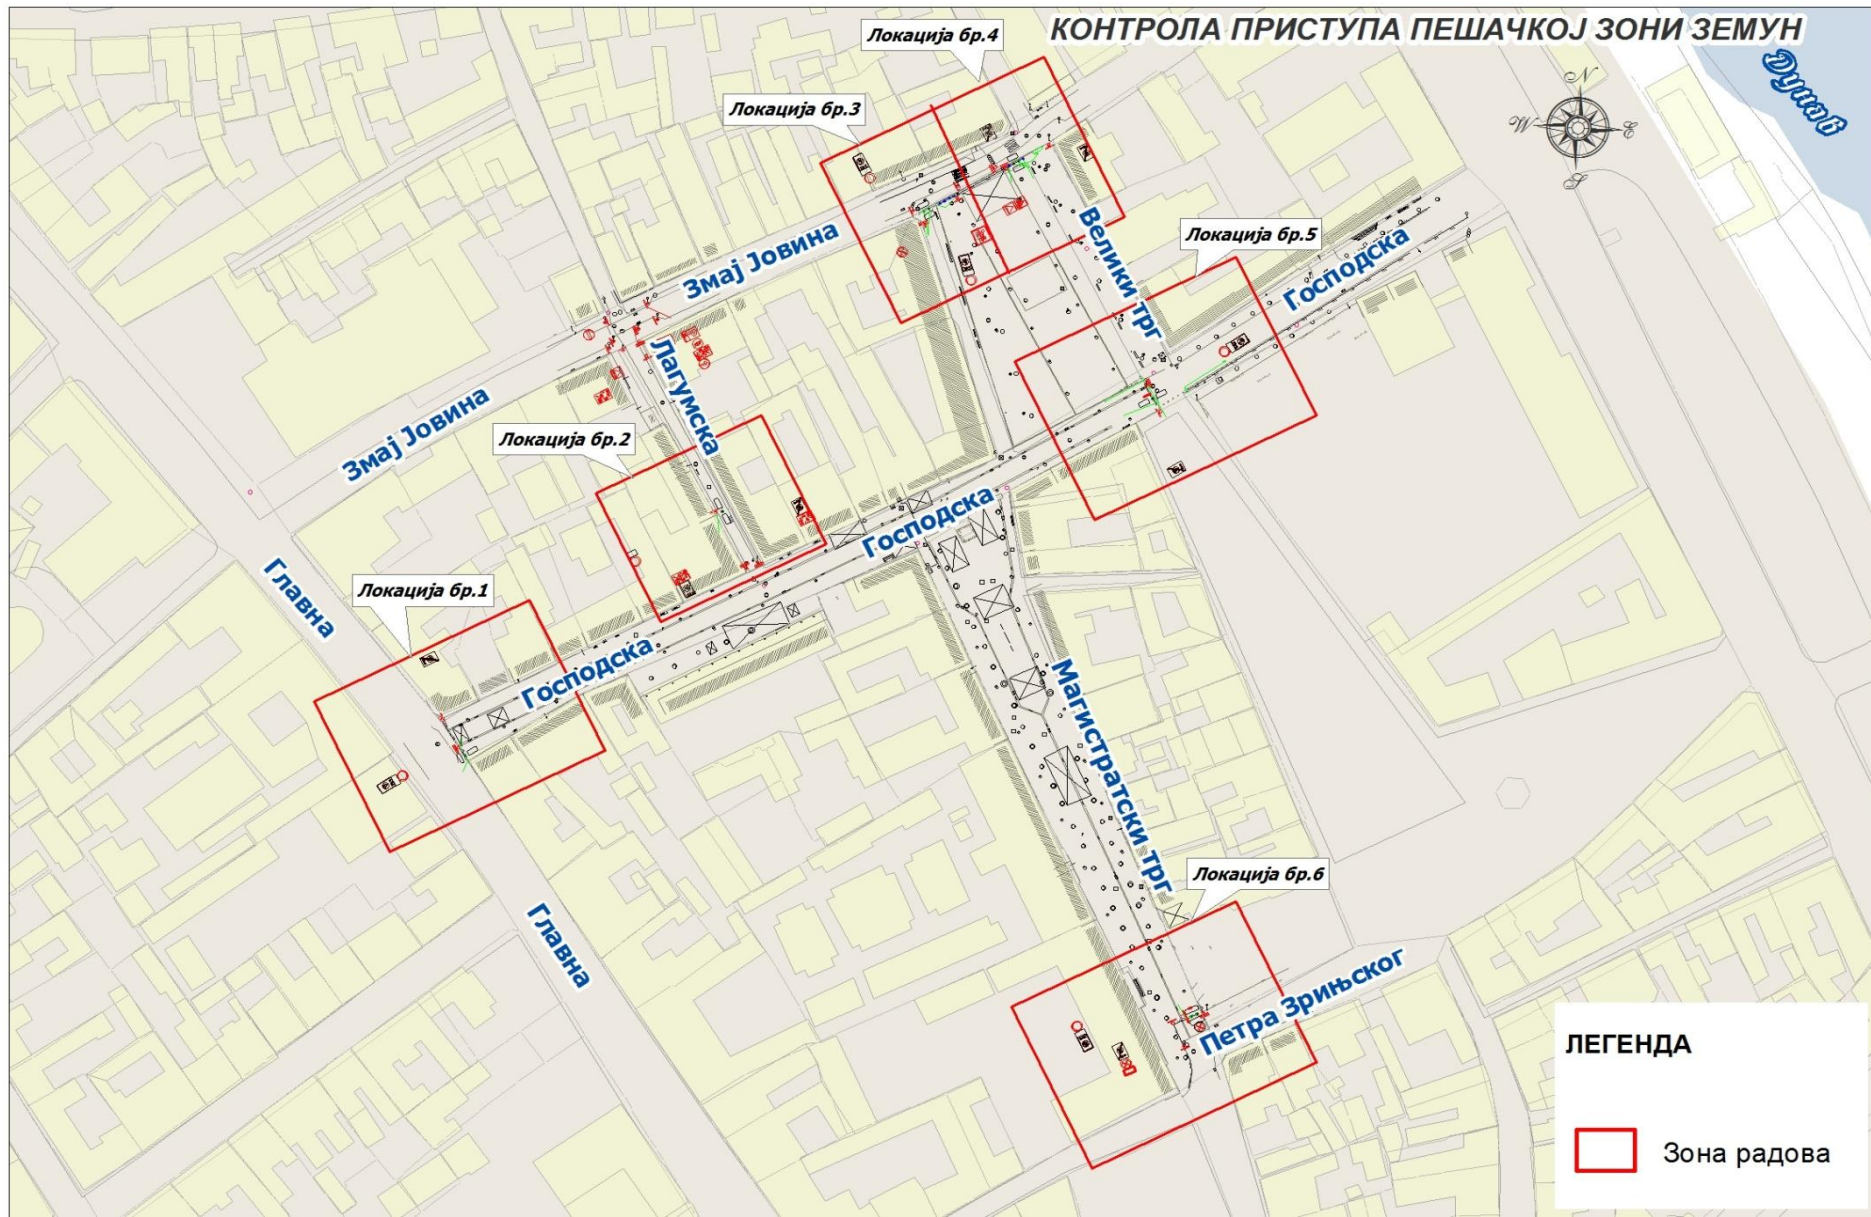 КОНТРОЛА ПРИСТУПА ПЕШАЧКОЈ ЗОНИ ЗЕМУН
Локација бр.4
Дунав
Локација бр.3
N
W
E
S
Велики трг
Локација бр.5
Змај Јовина
Господска
Лагумска
Змај Јовина
Локација бр.2
Господска
Главна
Локација бр.1
Господска
Магистратски трг
Локација бр.6
Главна
Петра Зрињског
ЛЕГЕНДА
Зона радова